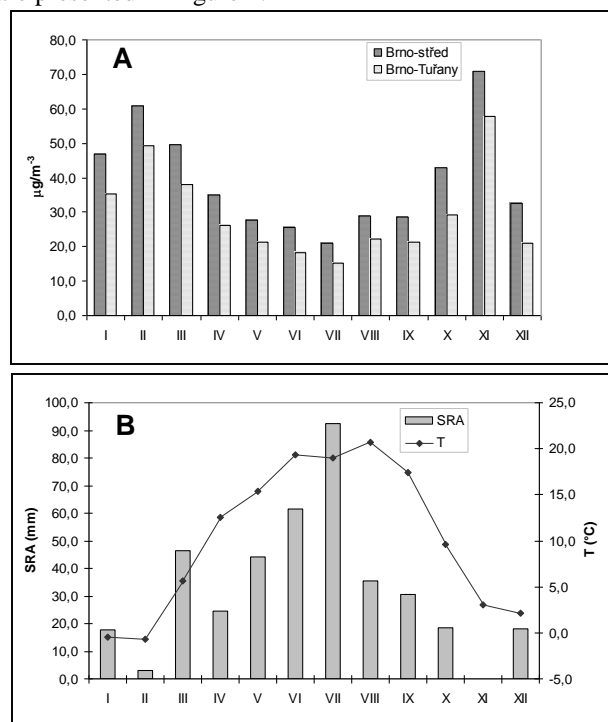 presented
A
Brno-střed
Brno-Tuřany
µg/m⁻³
80,0
70,0
60,0
50,0
40,0
30,0
20,0
10,0
0,0
I II III IV V VI VII VIII IX X XI XII
B
SRA
T
SRA (mm)
100,0
90,0
80,0
70,0
60,0
50,0
40,0
30,0
20,0
10,0
0,0
25,0
20,0
15,0
10,0
5,0
0,0
-5,0
T (°C)
I II III IV V VI VII VIII IX X XI XII